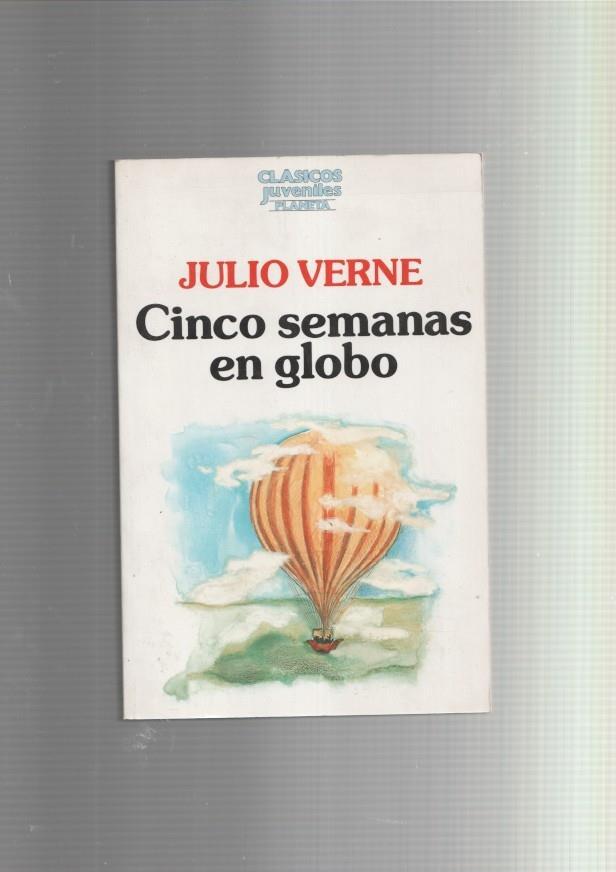 CLASICOS
juveniles
PLANETA
JULIO VERNE
Cinco semanas
en globo